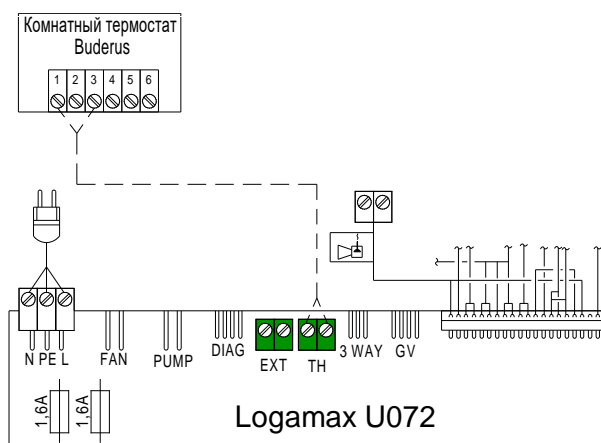 Комнатный термостат
Buderus
1 2 3 4 5 6
N PE L
FAN
PUMP
DIAG
EXT
TH
3 WAY
GV
1,6A
1,6A
Logamax U072